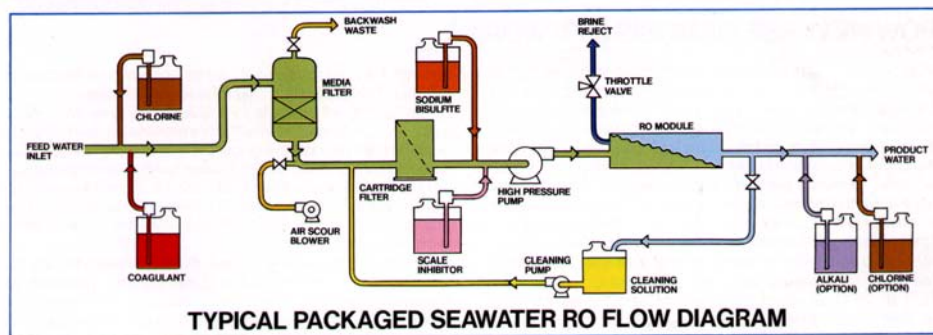 BACKWASH
WASTE
BRINE
REJECT
CHLORINE
MEDIA
FILTER
SODIUM
BISULFITE
THROTTLE
VALVE
RO MODULE
FEED WATER
INLET
PRODUCT
WATER
CARTRIDGE
FILTER
HIGH PRESSURE
PUMP
AIR SCOUR
BLOWER
COAGULANT
SCALE
INHIBITOR
CLEANING
PUMP
CLEANING
SOLUTION
ALKALI
(OPTION)
CHLORINE
(OPTION)
TYPICAL PACKAGED SEAWATER RO FLOW DIAGRAM